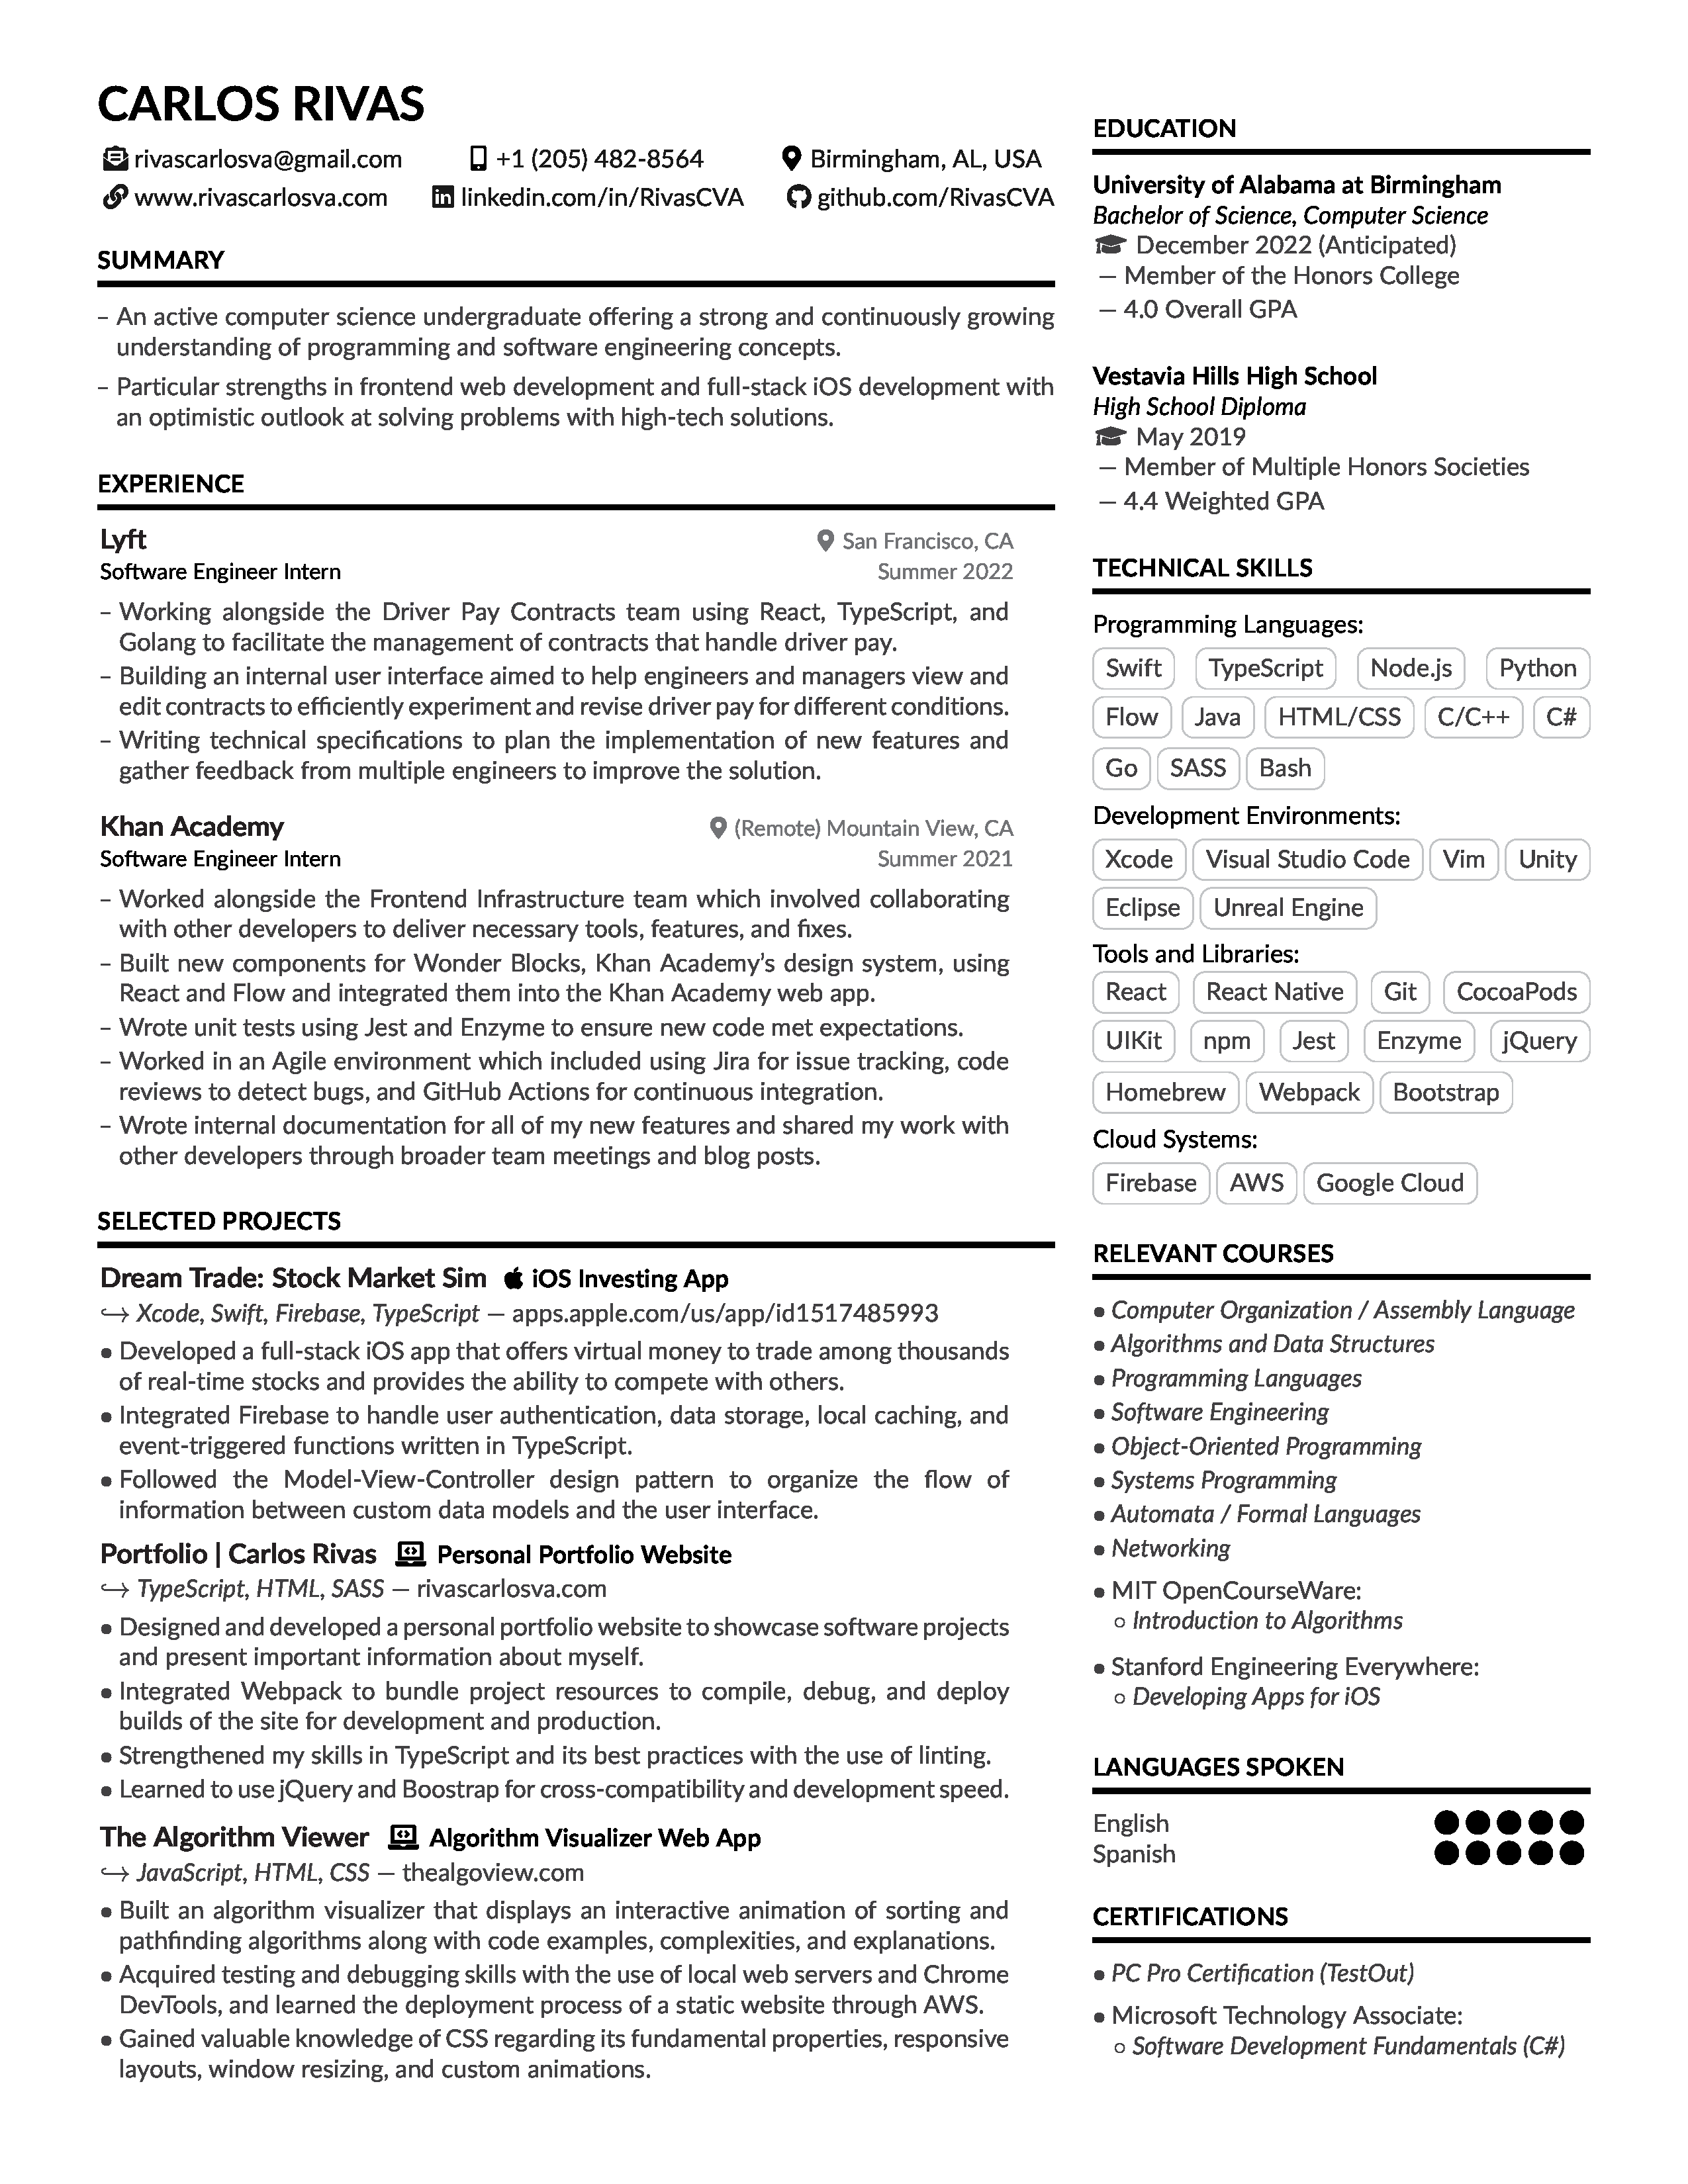 CARLOS RIVAS
rivascarlosva@gmail.com +1 (205) 482-8564 Birmingham, AL, USA
www.rivascarlosva.com linkedin.com/in/RivasCVA github.com/RivasCVA
SUMMARY
– An active computer science undergraduate offering a strong and continuously growing
understanding of programming and software engineering concepts.
– Particular strengths in frontend web development and full-stack iOS development with
an optimistic outlook at solving problems with high-tech solutions.
EXPERIENCE
Lyft San Francisco, CA
Software Engineer Intern Summer 2022
– Working alongside the Driver Pay Contracts team using React, TypeScript, and
Golang to facilitate the management of contracts that handle driver pay.
– Building an internal user interface aimed to help engineers and managers view and
edit contracts to efficiently experiment and revise driver pay for different conditions.
– Writing technical specifications to plan the implementation of new features and
gather feedback from multiple engineers to improve the solution.
Khan Academy (Remote) Mountain View, CA
Software Engineer Intern Summer 2021
– Worked alongside the Frontend Infrastructure team which involved collaborating
with other developers to deliver necessary tools, features, and fixes.
– Built new components for Wonder Blocks, Khan Academy’s design system, using
React and Flow and integrated them into the Khan Academy web app.
– Wrote unit tests using Jest and Enzyme to ensure new code met expectations.
– Worked in an Agile environment which included using Jira for issue tracking, code
reviews to detect bugs, and GitHub Actions for continuous integration.
– Wrote internal documentation for all of my new features and shared my work with
other developers through broader team meetings and blog posts.
SELECTED PROJECTS
Dream Trade: Stock Market Sim iOS Investing App
↪ Xcode, Swift, Firebase, TypeScript — apps.apple.com/us/app/id1517485993
● Developed a full-stack iOS app that offers virtual money to trade among thousands
of real-time stocks and provides the ability to compete with others.
● Integrated Firebase to handle user authentication, data storage, local caching, and
event-triggered functions written in TypeScript.
● Followed the Model-View-Controller design pattern to organize the flow of
information between custom data models and the user interface.
Portfolio | Carlos Rivas Personal Portfolio Website
↪ TypeScript, HTML, SASS — rivascarlosva.com
● Designed and developed a personal portfolio website to showcase software projects
and present important information about myself.
● Integrated Webpack to bundle project resources to compile, debug, and deploy
builds of the site for development and production.
● Strengthened my skills in TypeScript and its best practices with the use of linting.
● Learned to use jQuery and Boostrap for cross-compatibility and development speed.
The Algorithm Viewer Algorithm Visualizer Web App
↪ JavaScript, HTML, CSS — thealgoview.com
● Built an algorithm visualizer that displays an interactive animation of sorting and
pathfinding algorithms along with code examples, complexities, and explanations.
● Acquired testing and debugging skills with the use of local web servers and Chrome
DevTools, and learned the deployment process of a static website through AWS.
● Gained valuable knowledge of CSS regarding its fundamental properties, responsive
layouts, window resizing, and custom animations.
EDUCATION
University of Alabama at Birmingham
Bachelor of Science, Computer Science
December 2022 (Anticipated)
— Member of the Honors College
— 4.0 Overall GPA
Vestavia Hills High School
High School Diploma
May 2019
— Member of Multiple Honors Societies
— 4.4 Weighted GPA
TECHNICAL SKILLS
Programming Languages:
Swift TypeScript Node.js Python
Flow Java HTML/CSS C/C++ C#
Go SASS Bash
Development Environments:
Xcode Visual Studio Code Vim Unity
Eclipse Unreal Engine
Tools and Libraries:
React React Native Git CocoaPods
UIKit npm Jest Enzyme jQuery
Homebrew Webpack Bootstrap
Cloud Systems:
Firebase AWS Google Cloud
RELEVANT COURSES
● Computer Organization / Assembly Language
● Algorithms and Data Structures
● Programming Languages
● Software Engineering
● Object-Oriented Programming
● Systems Programming
● Automata / Formal Languages
● Networking
● MIT OpenCourseWare:
○ Introduction to Algorithms
● Stanford Engineering Everywhere:
○ Developing Apps for iOS
LANGUAGES SPOKEN
English
Spanish
CERTIFICATIONS
● PC Pro Certification (TestOut)
● Microsoft Technology Associate:
○ Software Development Fundamentals (C#)